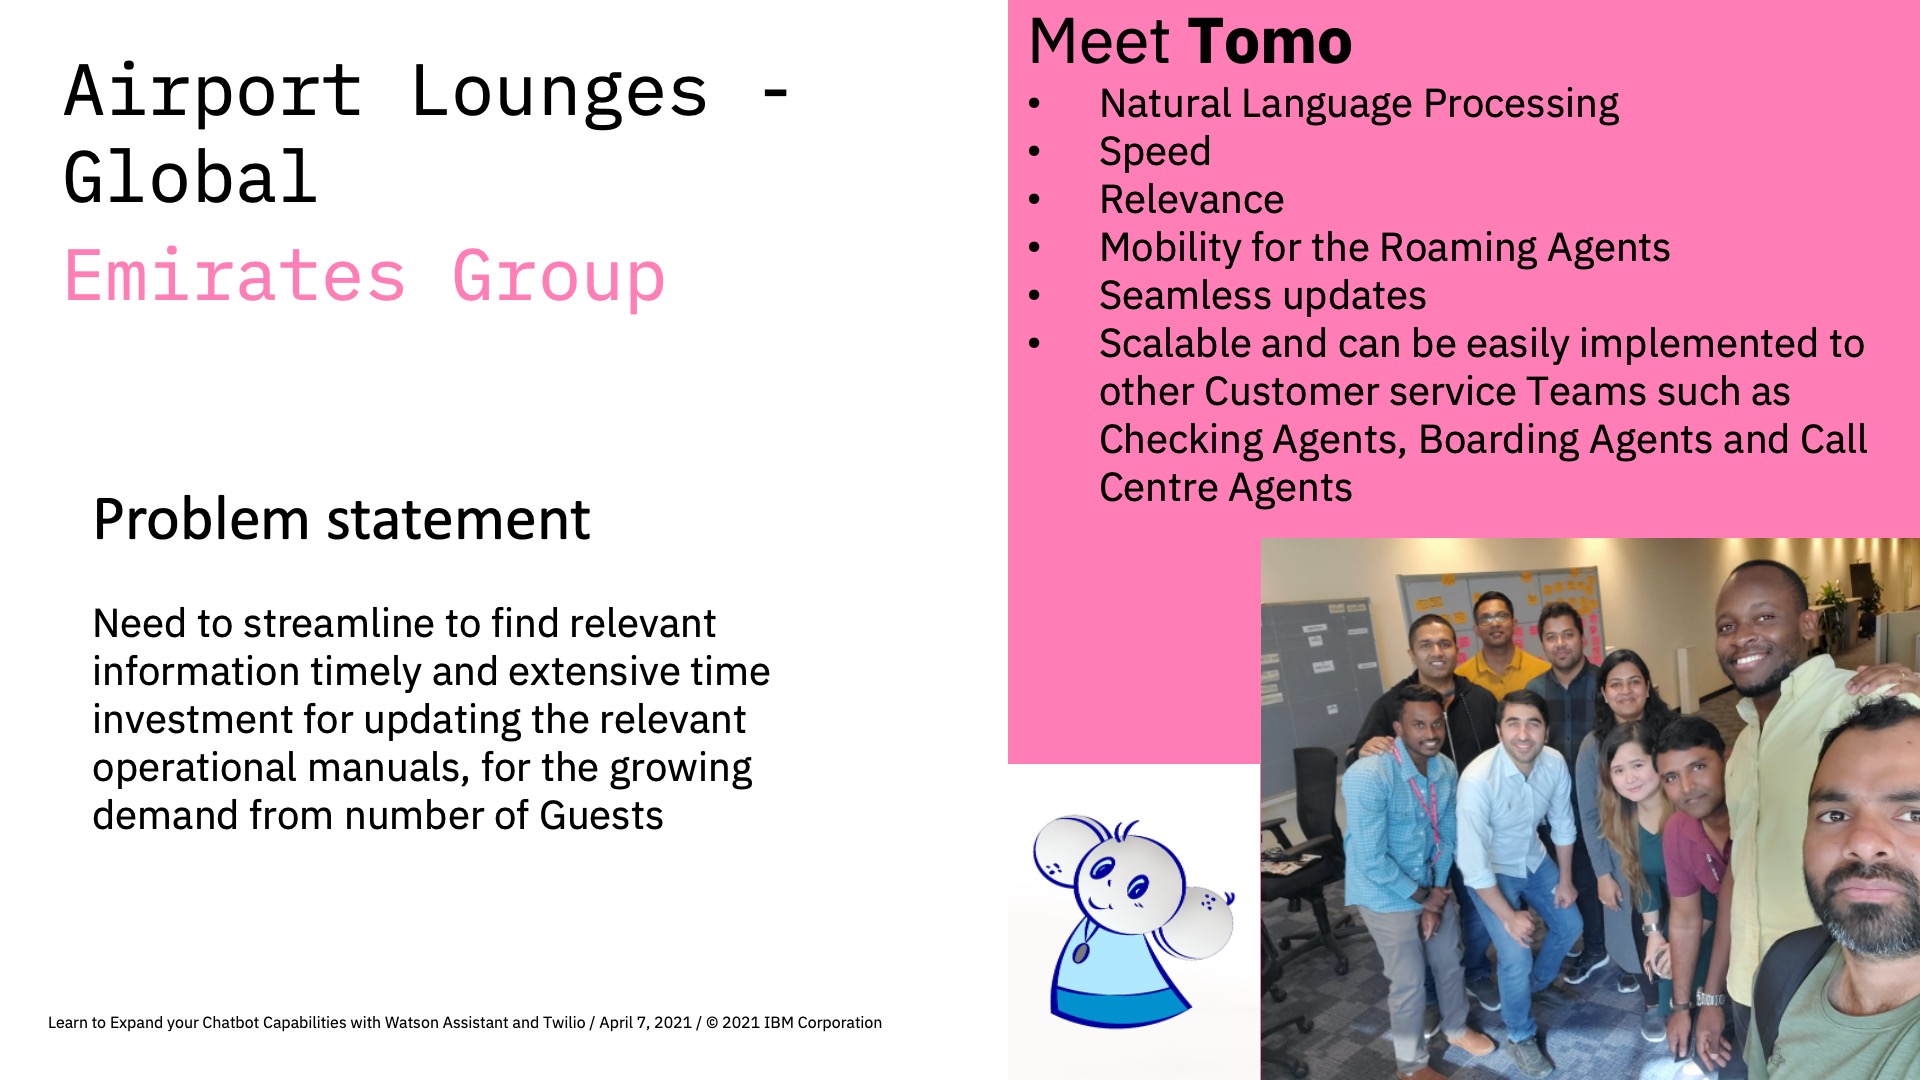 Airport Lounges -
Global
Emirates Group
Problem statement
Need to streamline to find relevant
information timely and extensive time
investment for updating the relevant
operational manuals, for the growing
demand from number of Guests
Learn to Expand your Chatbot Capabilities with Watson Assistant and Twilio / April 7, 2021 / © 2021 IBM Corporation
Meet Tomo
• Natural Language Processing
• Speed
• Relevance
• Mobility for the Roaming Agents
• Seamless updates
• Scalable and can be easily implemented to
other Customer service Teams such as
Checking Agents, Boarding Agents and Call
Centre Agents